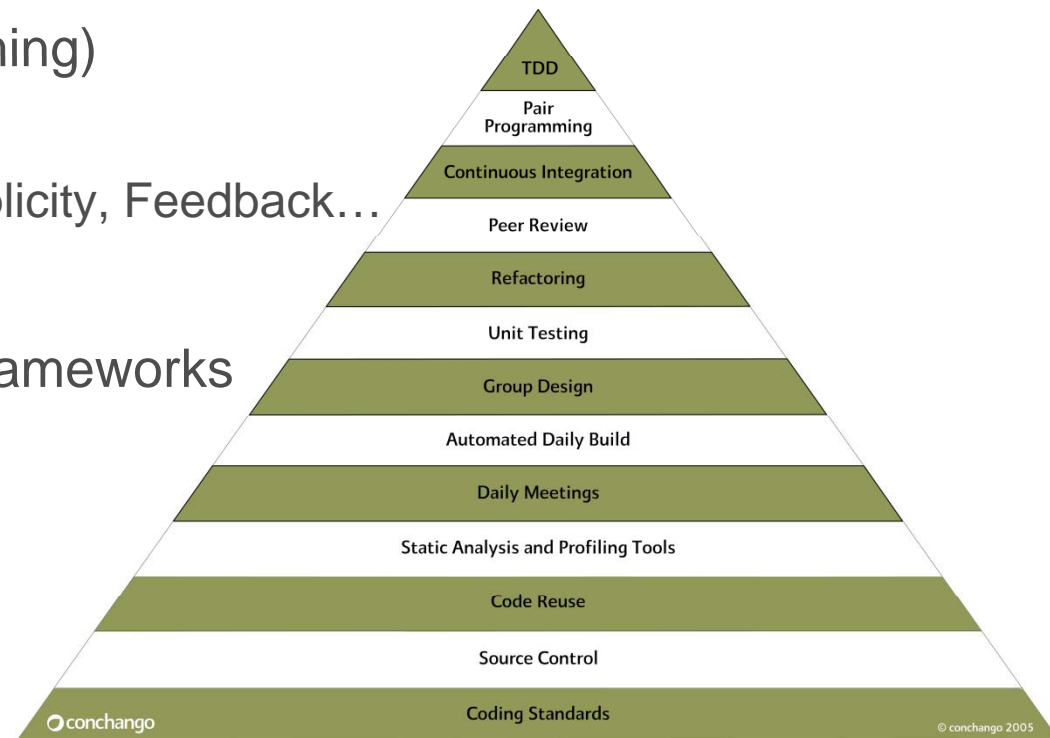 ning)
plicity, Feedback…
ameworks
TDD
Pair
Programming
Continuous Integration
Peer Review
Refactoring
Unit Testing
Group Design
Automated Daily Build
Daily Meetings
Static Analysis and Profiling Tools
Code Reuse
Source Control
Coding Standards
conchango
© conchango 2005